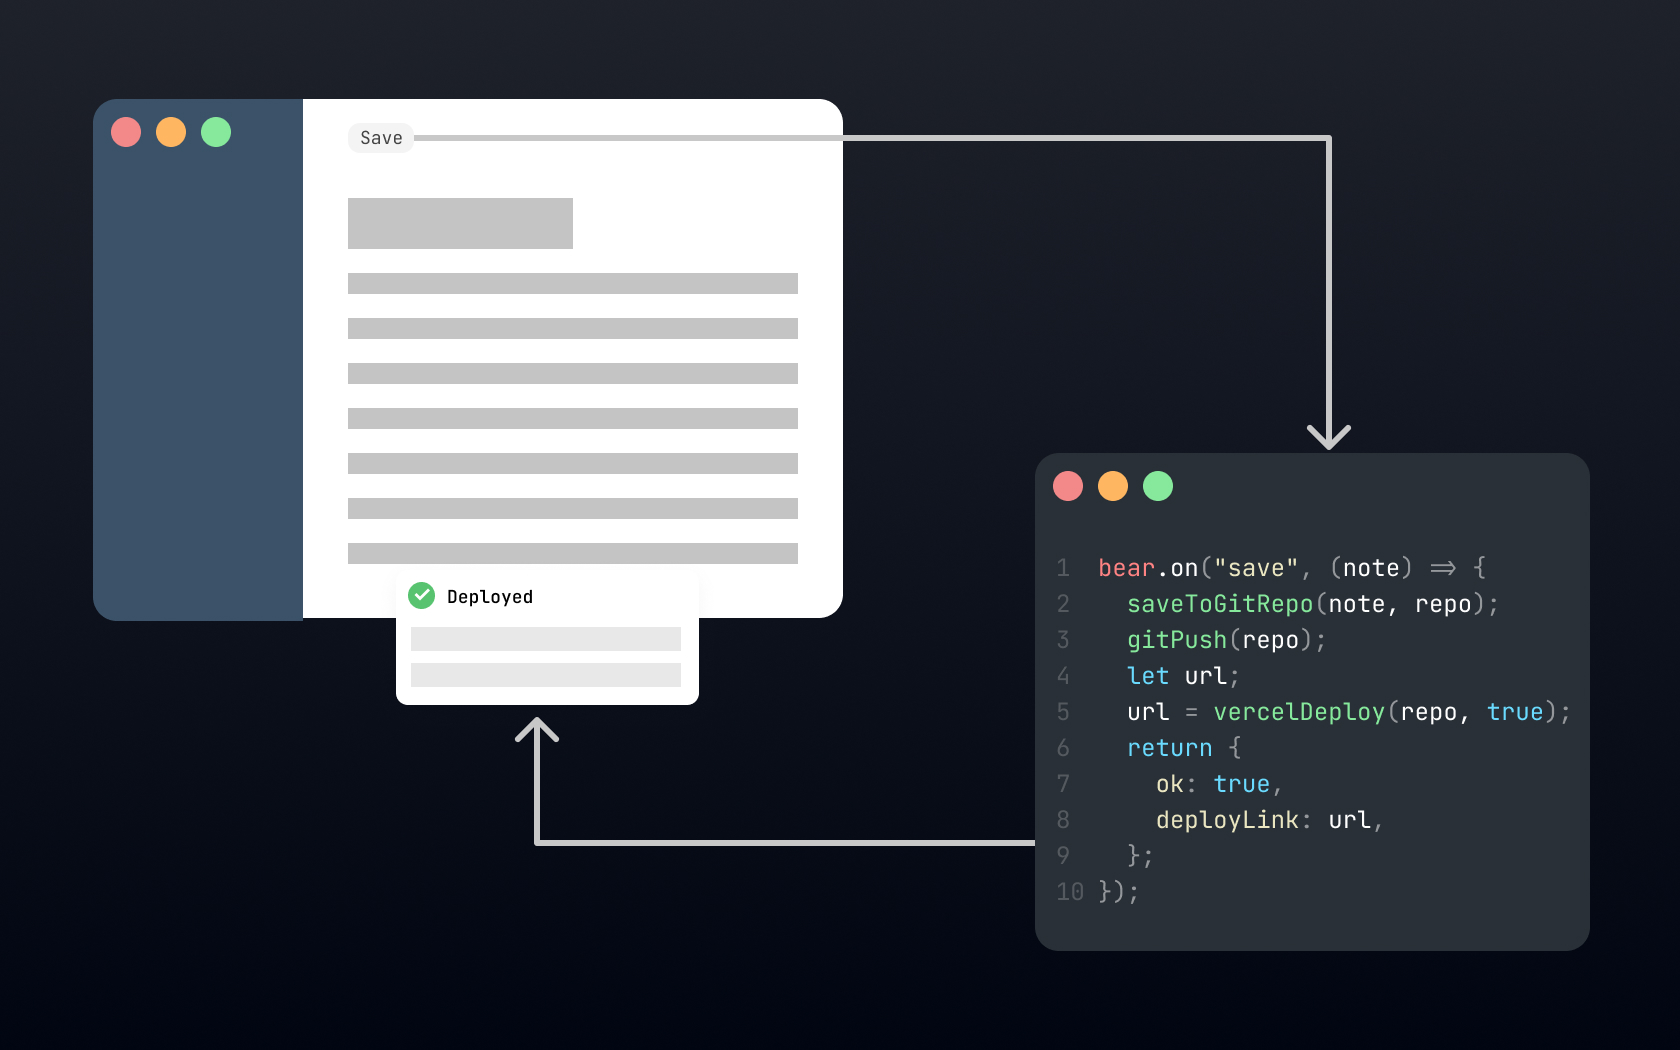 Save
Deployed
1 bear.on("save", (note) => {
2   saveToGitRepo(note, repo);
3   gitPush(repo);
4   let url;
5   url = vercelDeploy(repo, true);
6   return {
7     ok: true,
8     deployLink: url,
9   };
10 });